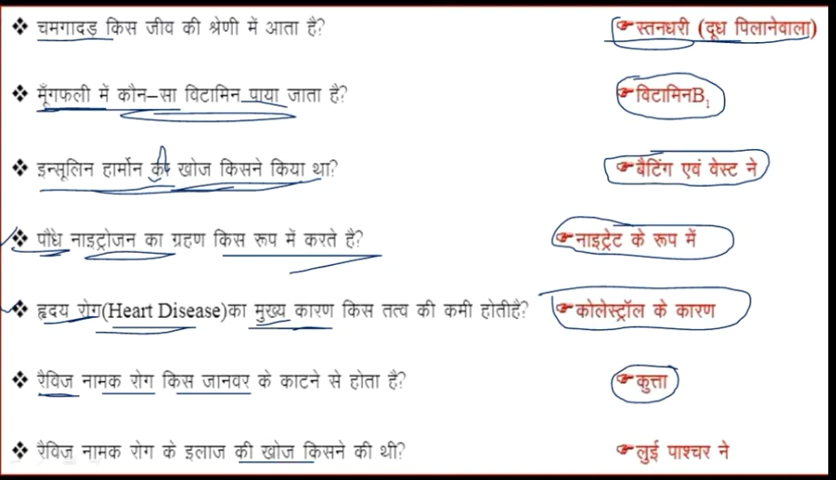 ❖ चमगादड़ किस जीव की श्रेणी में आता है? ☞स्तनधरी (दूध पिलानेवाला)
❖ मूँगफली में कौन–सा विटामिन पाया जाता है? ☞विटामिनB₁
❖ इन्सूलिन हार्मोन की खोज किसने किया था? ☞बैटिंग एवं वेस्ट ने
❖ पौधे नाइट्रोजन का ग्रहण किस रूप में करते है? ☞नाइट्रेट के रूप में
❖ हृदय रोग(Heart Disease)का मुख्य कारण किस तत्व की कमी होतीहै? ☞कोलेस्ट्रॉल के कारण
❖ रैविज नामक रोग किस जानवर के काटने से होता है? ☞कुत्ता
❖ रैविज नामक रोग के इलाज की खोज किसने की थी? ☞लुई पाश्चर ने